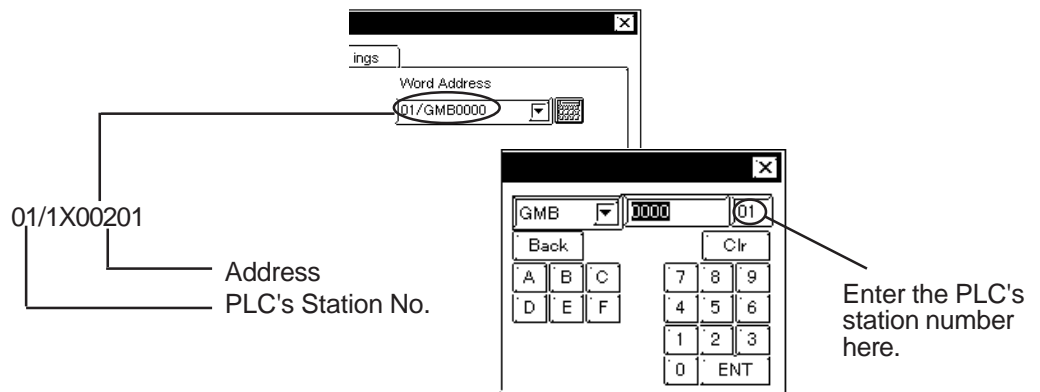 ings
Word Address
01/GMB0000
GMB 0000 01
Back Clr
A B C 7 8 9
D E F 4 5 6
1 2 3
0 ENT
01/1X00201
Address
PLC's Station No.
Enter the PLC's
station number
here.